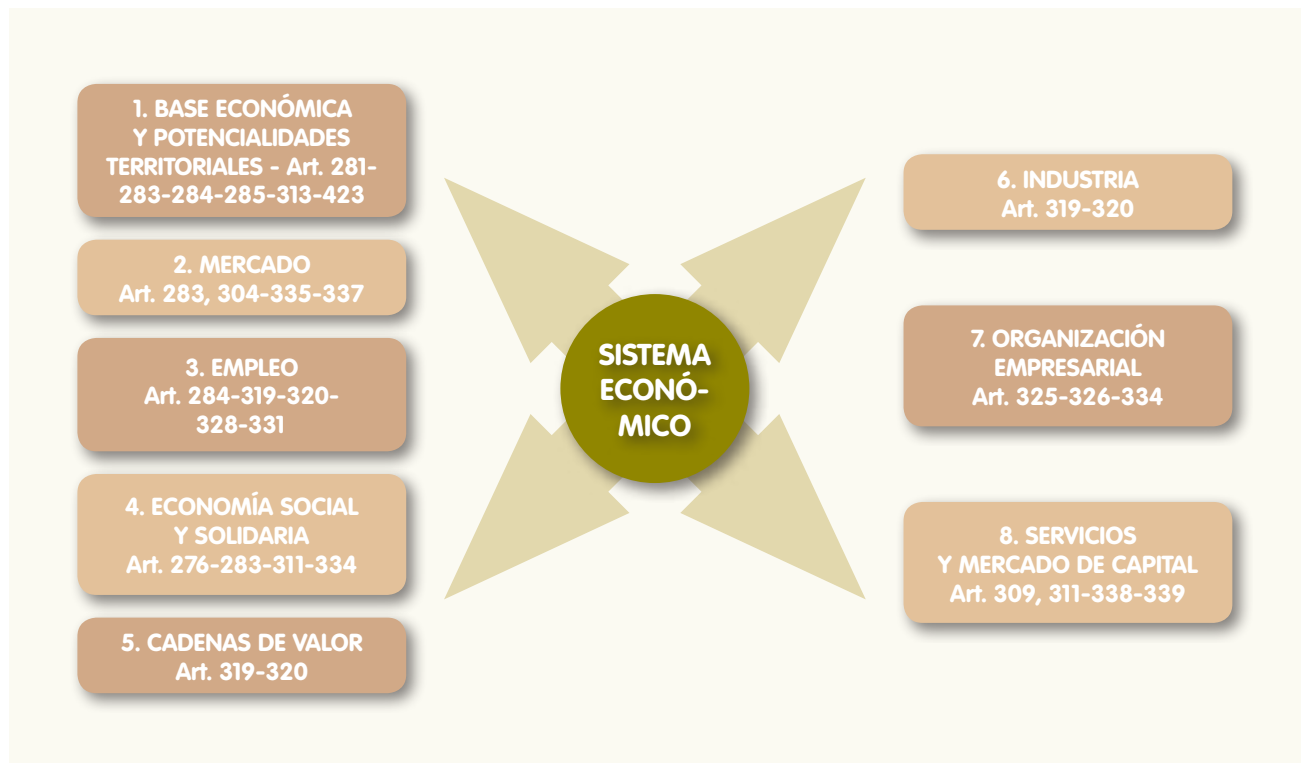 1. BASE ECONÓMICA
Y POTENCIALIDADES
TERRITORIALES - Art. 281-
283-284-285-313-423
2. MERCADO
Art. 283, 304-335-337
3. EMPLEO
Art. 284-319-320-
328-331
4. ECONOMÍA SOCIAL
Y SOLIDARIA
Art. 276-283-311-334
5. CADENAS DE VALOR
Art. 319-320
SISTEMA
ECONÓ-
MICO
6. INDUSTRIA
Art. 319-320
7. ORGANIZACIÓN
EMPRESARIAL
Art. 325-326-334
8. SERVICIOS
Y MERCADO DE CAPITAL
Art. 309, 311-338-339